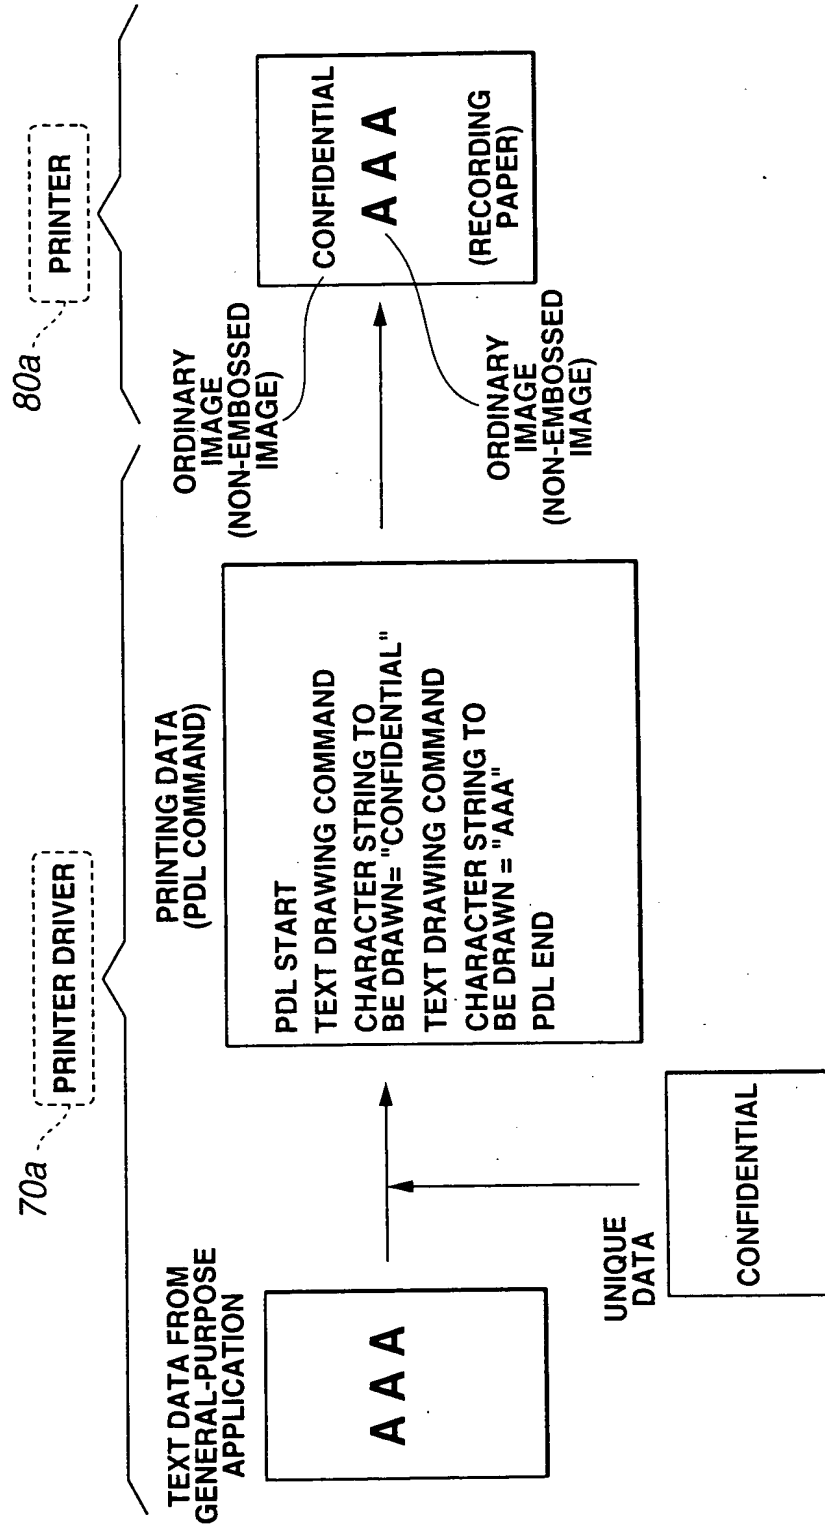 70a
PRINTER DRIVER
80a
PRINTER
TEXT DATA FROM
GENERAL-PURPOSE
APPLICATION
A A A
UNIQUE
DATA
CONFIDENTIAL
PRINTING DATA
(PDL COMMAND)
PDL START
TEXT DRAWING COMMAND
CHARACTER STRING TO
BE DRAWN= "CONFIDENTIAL"
TEXT DRAWING COMMAND
CHARACTER STRING TO
BE DRAWN = "AAA"
PDL END
ORDINARY
IMAGE
(NON-EMBOSSED
IMAGE)
ORDINARY
IMAGE
(NON-EMBOSSED
IMAGE)
CONFIDENTIAL
A A A
(RECORDING
PAPER)